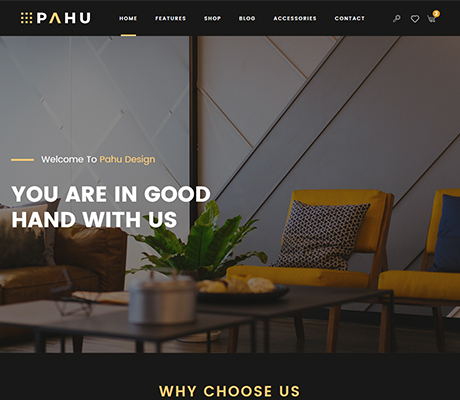 PAHU
HOME FEATURES SHOP BLOG ACCESSORIES CONTACT
2
Welcome To Pahu Design
YOU ARE IN GOOD
HAND WITH US
WHY CHOOSE US